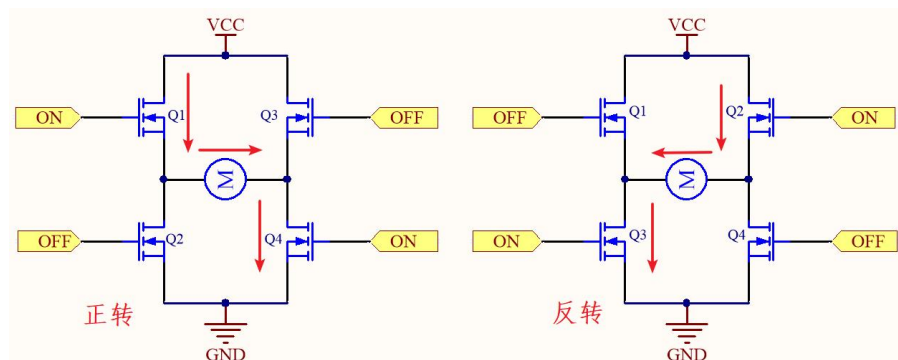 VCC
ON
Q1
Q3
OFF
M
OFF
Q2
Q4
ON
正转
GND
VCC
OFF
Q1
Q2
ON
M
ON
Q3
Q4
OFF
反转
GND